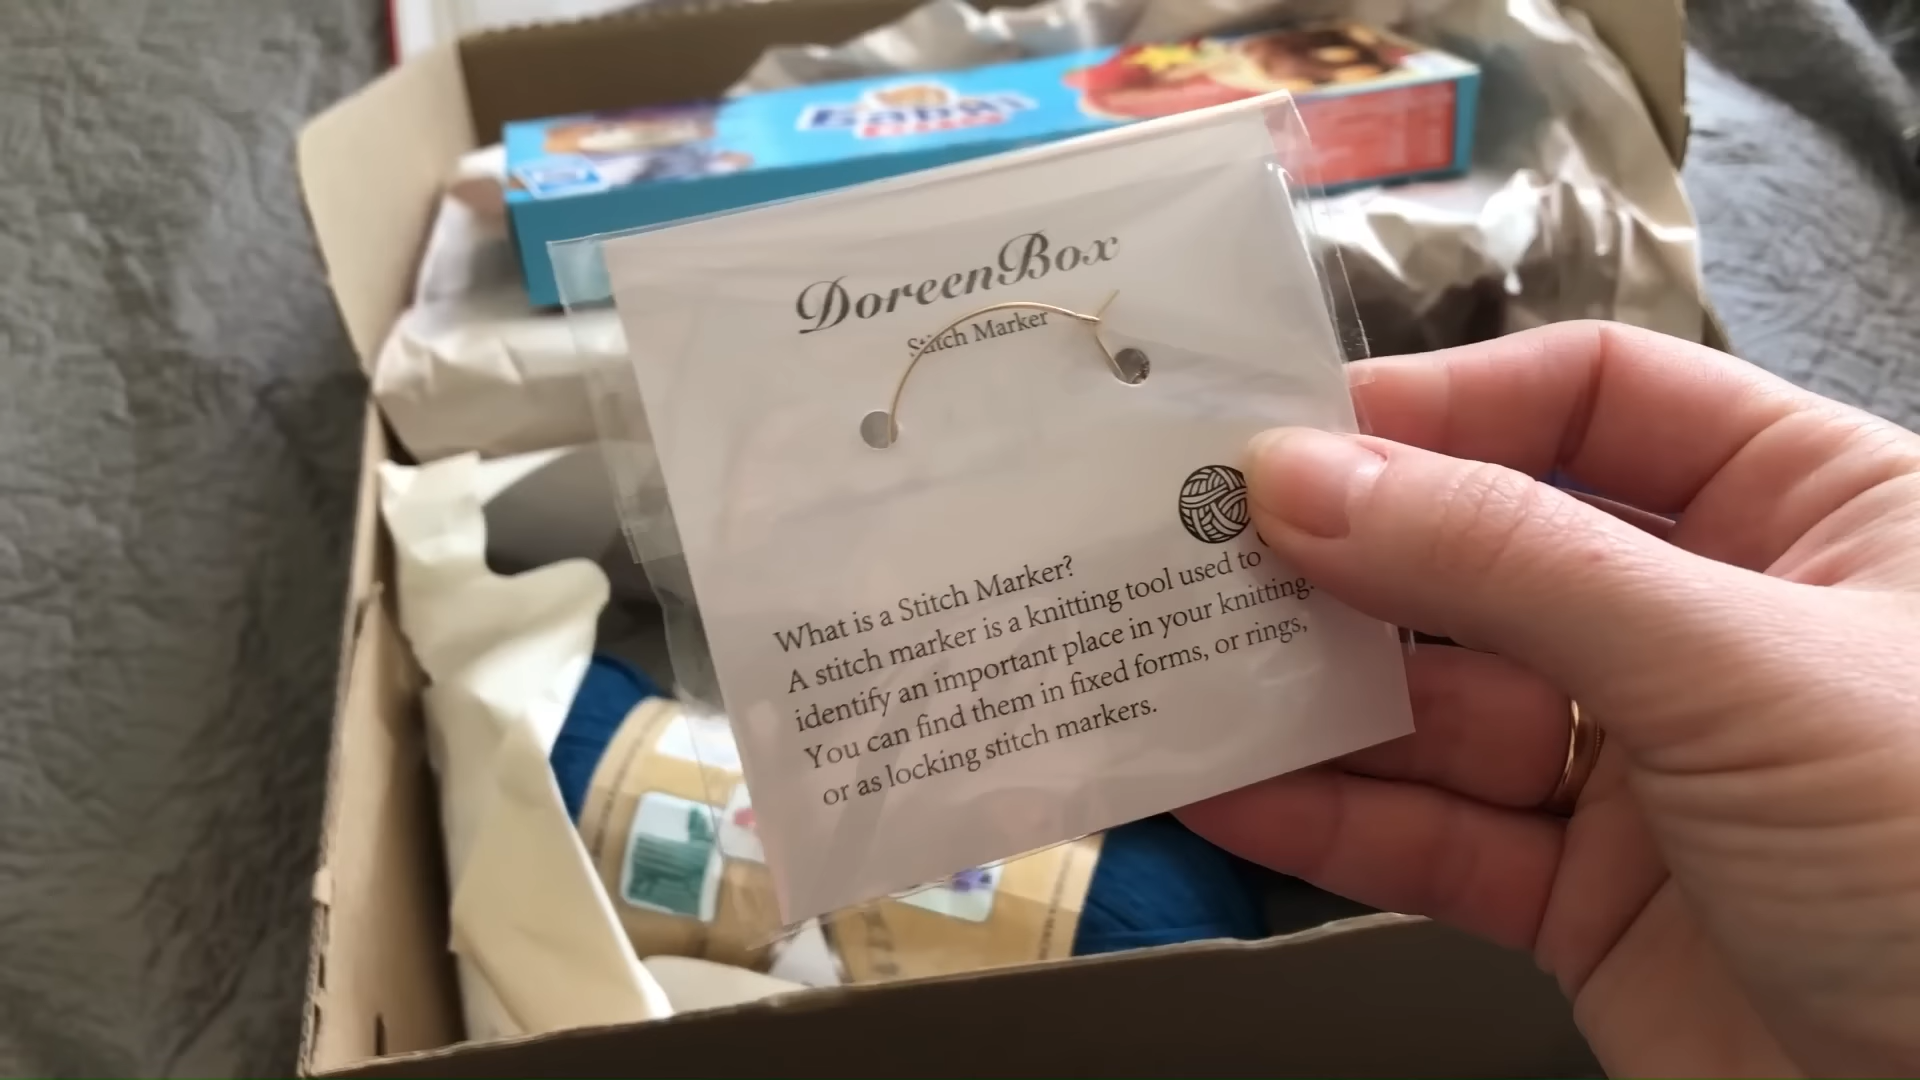 DoreenBox
Stitch Marker
What is a Stitch Marker?
A stitch marker is a knitting tool used to
identify an important place in your knitting.
You can find them in fixed forms, or rings,
or as locking stitch markers.